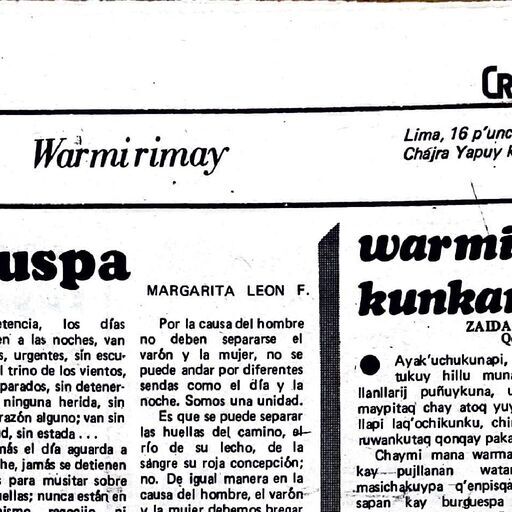 CR
Warmi rimay
Lima, 16 p'unc
Chájra Yapuy k
uspa
MARGARITA LEON F.
etencia, los días
en a las noches, van
s, urgentes, sin escu-
l trino de los vientos,
parados, sin detener-
ninguna herida, sin
razón alguno; van sin
d, sin estado ...
más el día aguarda a
he, jamás se detienen
s para musitar sobre
uellas; nunca están en
Por la causa del hombre
no deben separarse el
varón y la mujer, no se
puede andar por diferentes
sendas como el día y la
noche. Somos una unidad.
Es que se puede separar
las huellas del camino, el
río de su lecho, de la
sángre su roja concepción;
no. De igual manera en la
causa del hombre, el varón
y la mujer debemos bregar
warmi
kunkan
ZAIDA
Q
● Ayak'uchukunapi,
tukuy hillu muna
llanllarij puñuykuna, u
maypitaq chay atoq yuy
llapi laq'ochikunku, chi
ruwankutaq qonqay paka
Chaymi mana warma
kay pujllanan watan
masichakuypa q'enpisqa
sapan kay burguespa